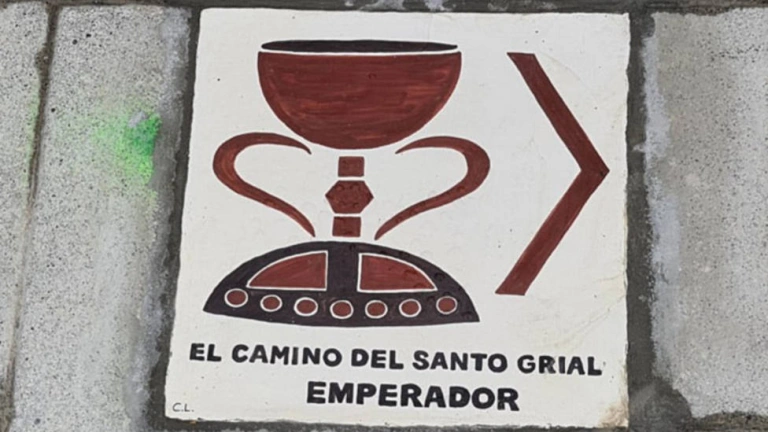 EL CAMINO DEL SANTO GRIAL
EMPERADOR
C.L.